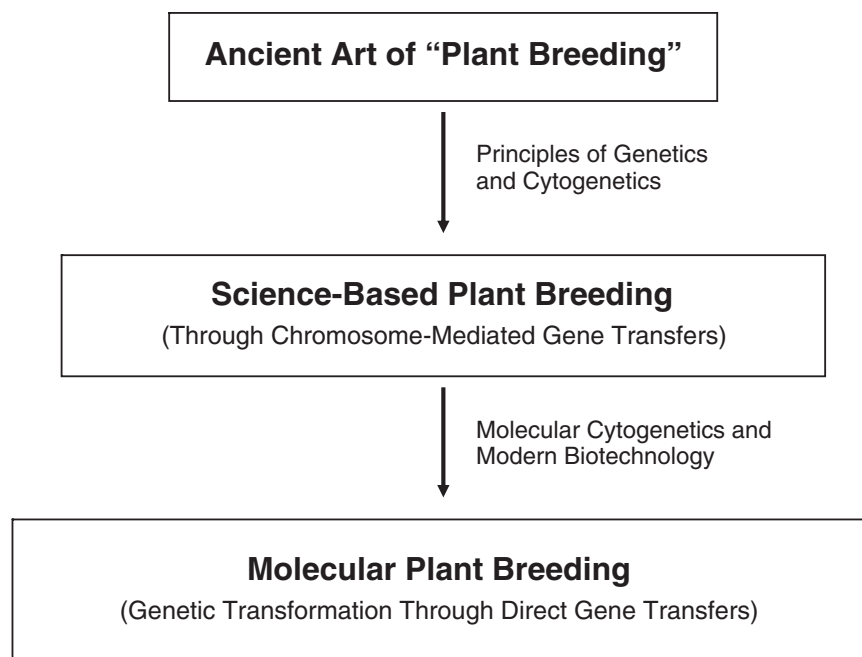 Ancient Art of “Plant Breeding”
Principles of Genetics
and Cytogenetics
Science-Based Plant Breeding
(Through Chromosome-Mediated Gene Transfers)
Molecular Cytogenetics and
Modern Biotechnology
Molecular Plant Breeding
(Genetic Transformation Through Direct Gene Transfers)